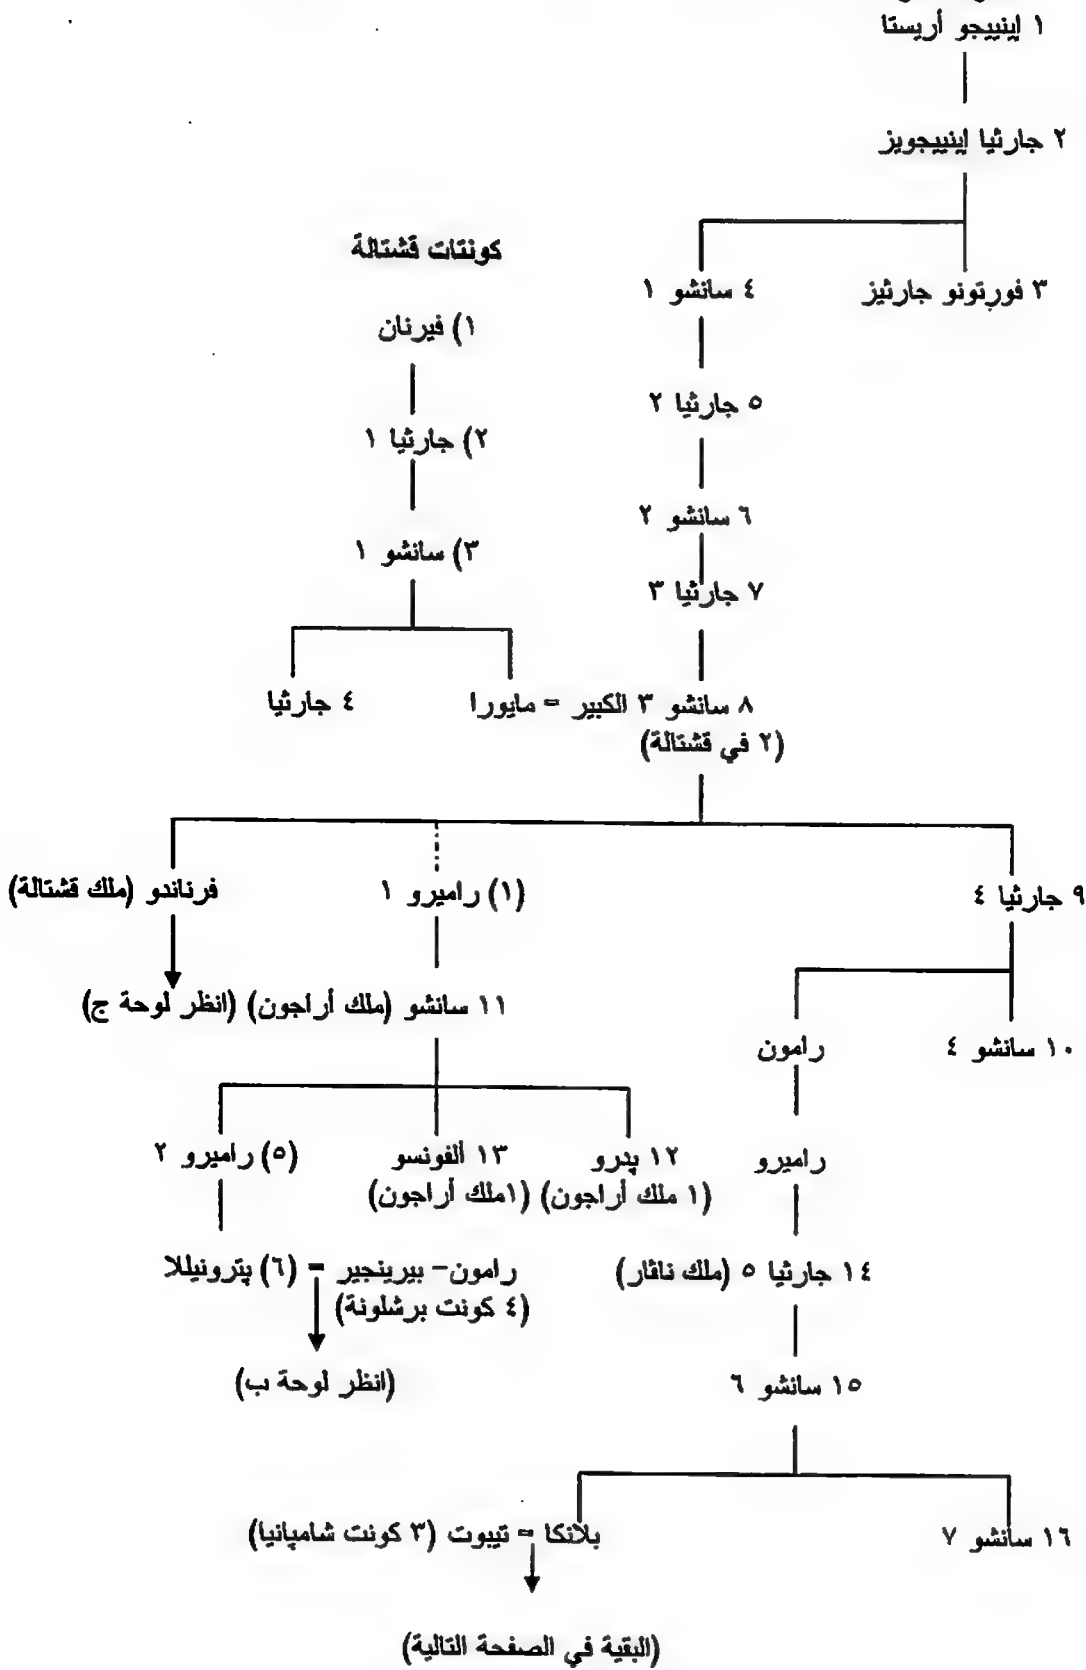 ١ إينييجو أريستا
٢ جارثيا إينييجويز
كونتات قشتالة
٤ سانشو ١
٣ فورتونو جارثيز
١) فيرنان
٥ جارثيا ٢
٢) جارثيا ١
٦ سانشو ٢
٣) سانشو ١
٧ جارثيا ٣
٨ سانشو ٣ الكبير = مايورا
٤ جارثيا
(٢ في قشتالة)
٩ جارثيا ٤
(١) راميرو ١
فرناندو (ملك قشتالة)
١١ سانشو (ملك أراجون) (انظر لوحة ج)
١٠ سانشو ٤
رامون
راميرو
١٢ پدرو
١٣ ألفونسو
(٥) راميرو ٢
(١ ملك أراجون) (١ملك أراجون)
١٤ جارثيا ٥ (ملك ناڤار)
رامون- بيرينجير = (٦) پترونيللا
(٤ كونت برشلونة)
١٥ سانشو ٦
(انظر لوحة ب)
١٦ سانشو ٧
بلانكا = تيبوت (٣ كونت شامپانيا)
(البقية في الصفحة التالية)